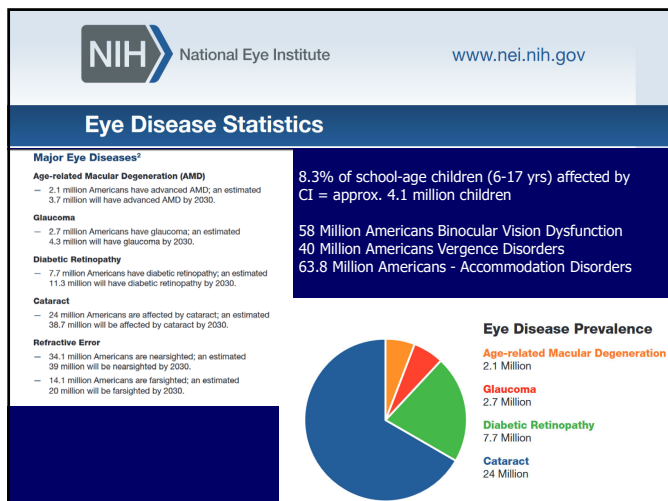 NIH National Eye Institute
www.nei.nih.gov
Eye Disease Statistics
Major Eye Diseases²
Age-related Macular Degeneration (AMD)
— 2.1 million Americans have advanced AMD; an estimated
3.7 million will have advanced AMD by 2030.
Glaucoma
— 2.7 million Americans have glaucoma; an estimated
4.3 million will have glaucoma by 2030.
Diabetic Retinopathy
— 7.7 million Americans have diabetic retinopathy; an estimated
11.3 million will have diabetic retinopathy by 2030.
Cataract
— 24 million Americans are affected by cataract; an estimated
38.7 million will be affected by cataract by 2030.
Refractive Error
— 34.1 million Americans are nearsighted; an estimated
39 million will be nearsighted by 2030.
— 14.1 million Americans are farsighted; an estimated
20 million will be farsighted by 2030.
8.3% of school-age children (6-17 yrs) affected by
CI = approx. 4.1 million children
58 Million Americans Binocular Vision Dysfunction
40 Million Americans Vergence Disorders
63.8 Million Americans - Accommodation Disorders
Eye Disease Prevalence
Age-related Macular Degeneration
2.1 Million
Glaucoma
2.7 Million
Diabetic Retinopathy
7.7 Million
Cataract
24 Million